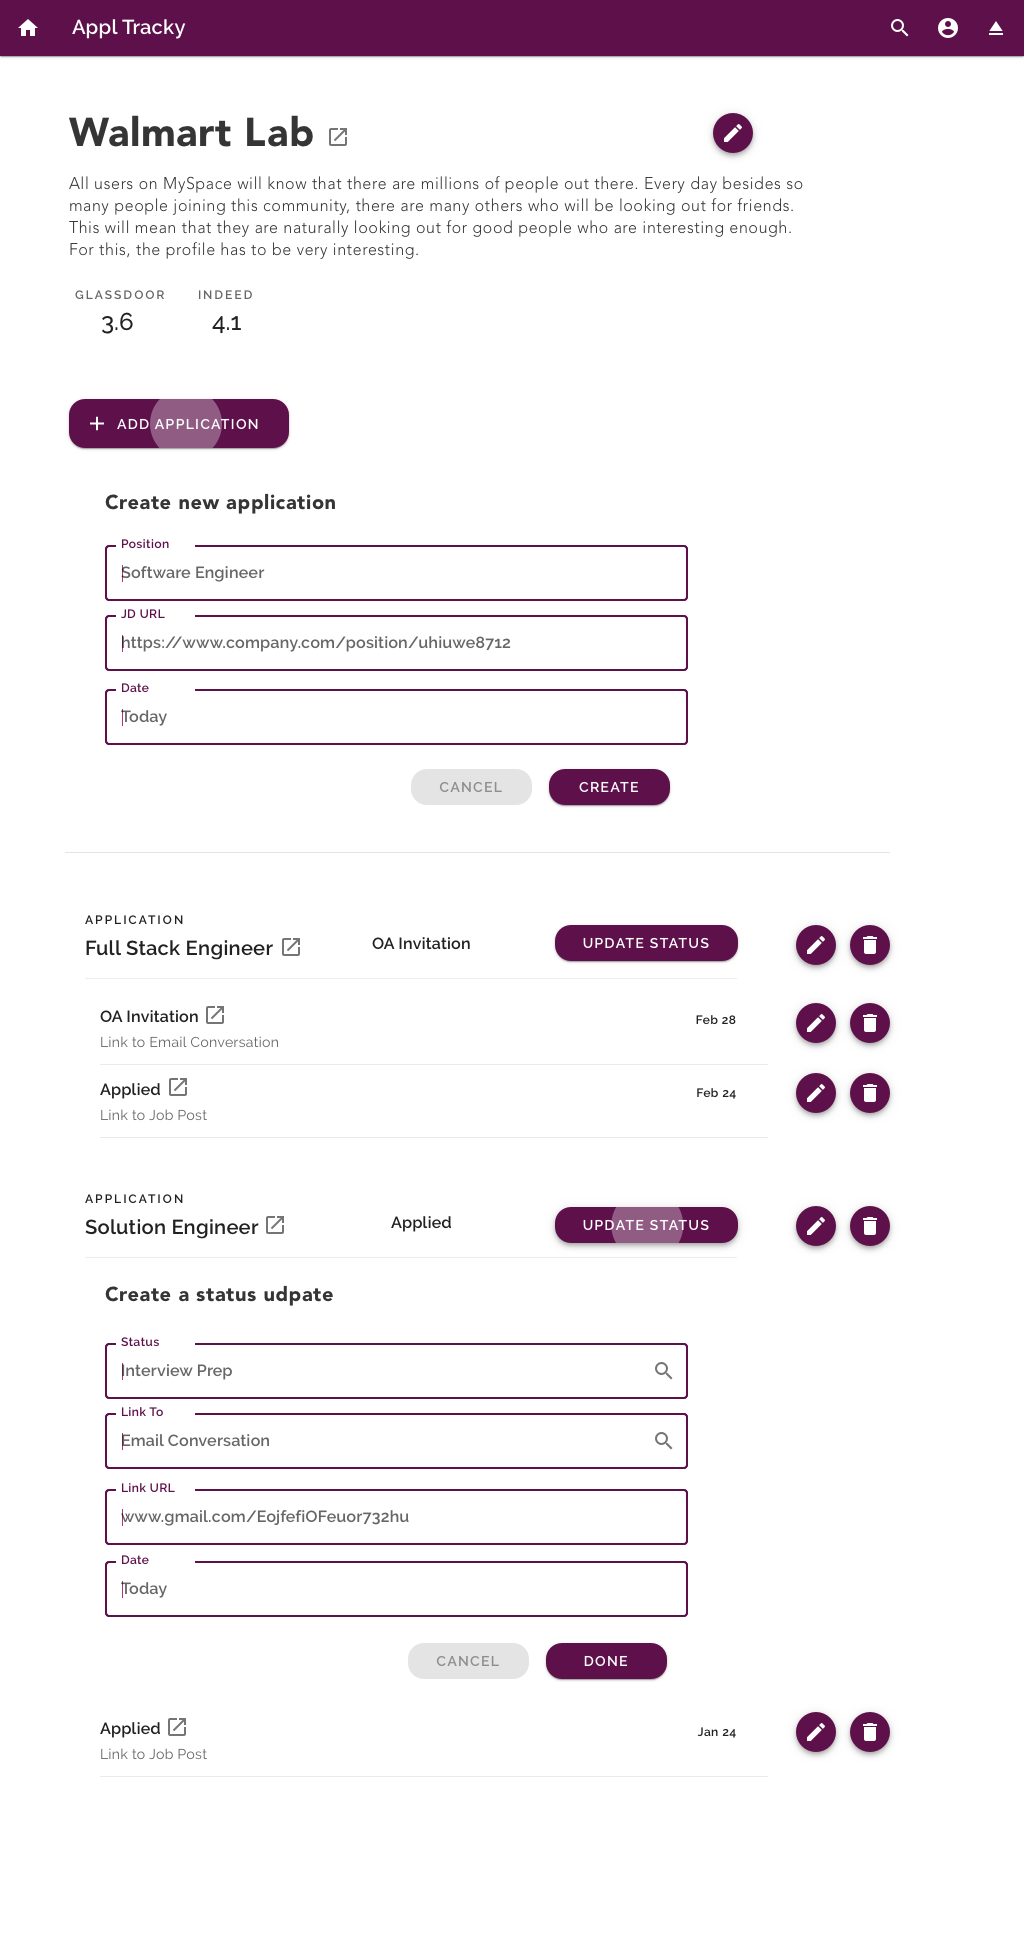 Appl Tracky
Walmart Lab
All users on MySpace will know that there are millions of people out there. Every day besides so
many people joining this community, there are many others who will be looking out for friends.
This will mean that they are naturally looking out for good people who are interesting enough.
For this, the profile has to be very interesting.
GLASSDOOR INDEED
3.6 4.1
ADD APPLICATION
Create new application
Position
Software Engineer
JD URL
https://www.company.com/position/uhiuwe8712
Date
Today
CANCEL CREATE
APPLICATION
Full Stack Engineer OA Invitation UPDATE STATUS
OA Invitation Feb 28
Link to Email Conversation
Applied Feb 24
Link to Job Post
APPLICATION
Solution Engineer Applied UPDATE STATUS
Create a status udpate
Status
Interview Prep
Link To
Email Conversation
Link URL
www.gmail.com/EojfefiOFeuor732hu
Date
Today
CANCEL DONE
Applied Jan 24
Link to Job Post